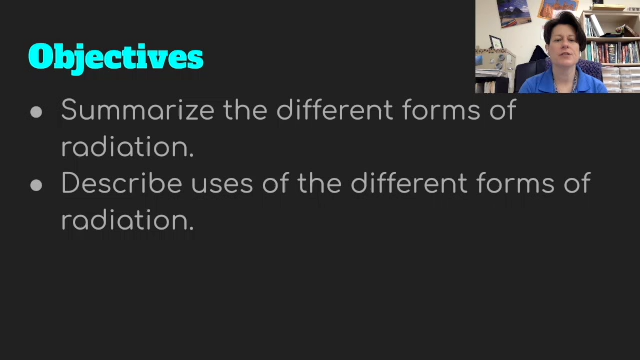 Objectives
● Summarize the different forms of
radiation.
● Describe uses of the different forms of
radiation.